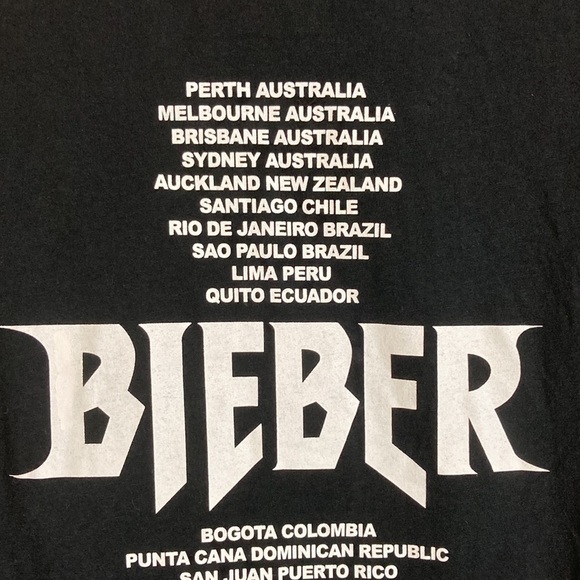 PERTH AUSTRALIA
MELBOURNE AUSTRALIA
BRISBANE AUSTRALIA
SYDNEY AUSTRALIA
AUCKLAND NEW ZEALAND
SANTIAGO CHILE
RIO DE JANEIRO BRAZIL
SAO PAULO BRAZIL
LIMA PERU
QUITO ECUADOR
BIEBER
BOGOTA COLOMBIA
PUNTA CANA DOMINICAN REPUBLIC
SAN JUAN PUERTO RICO